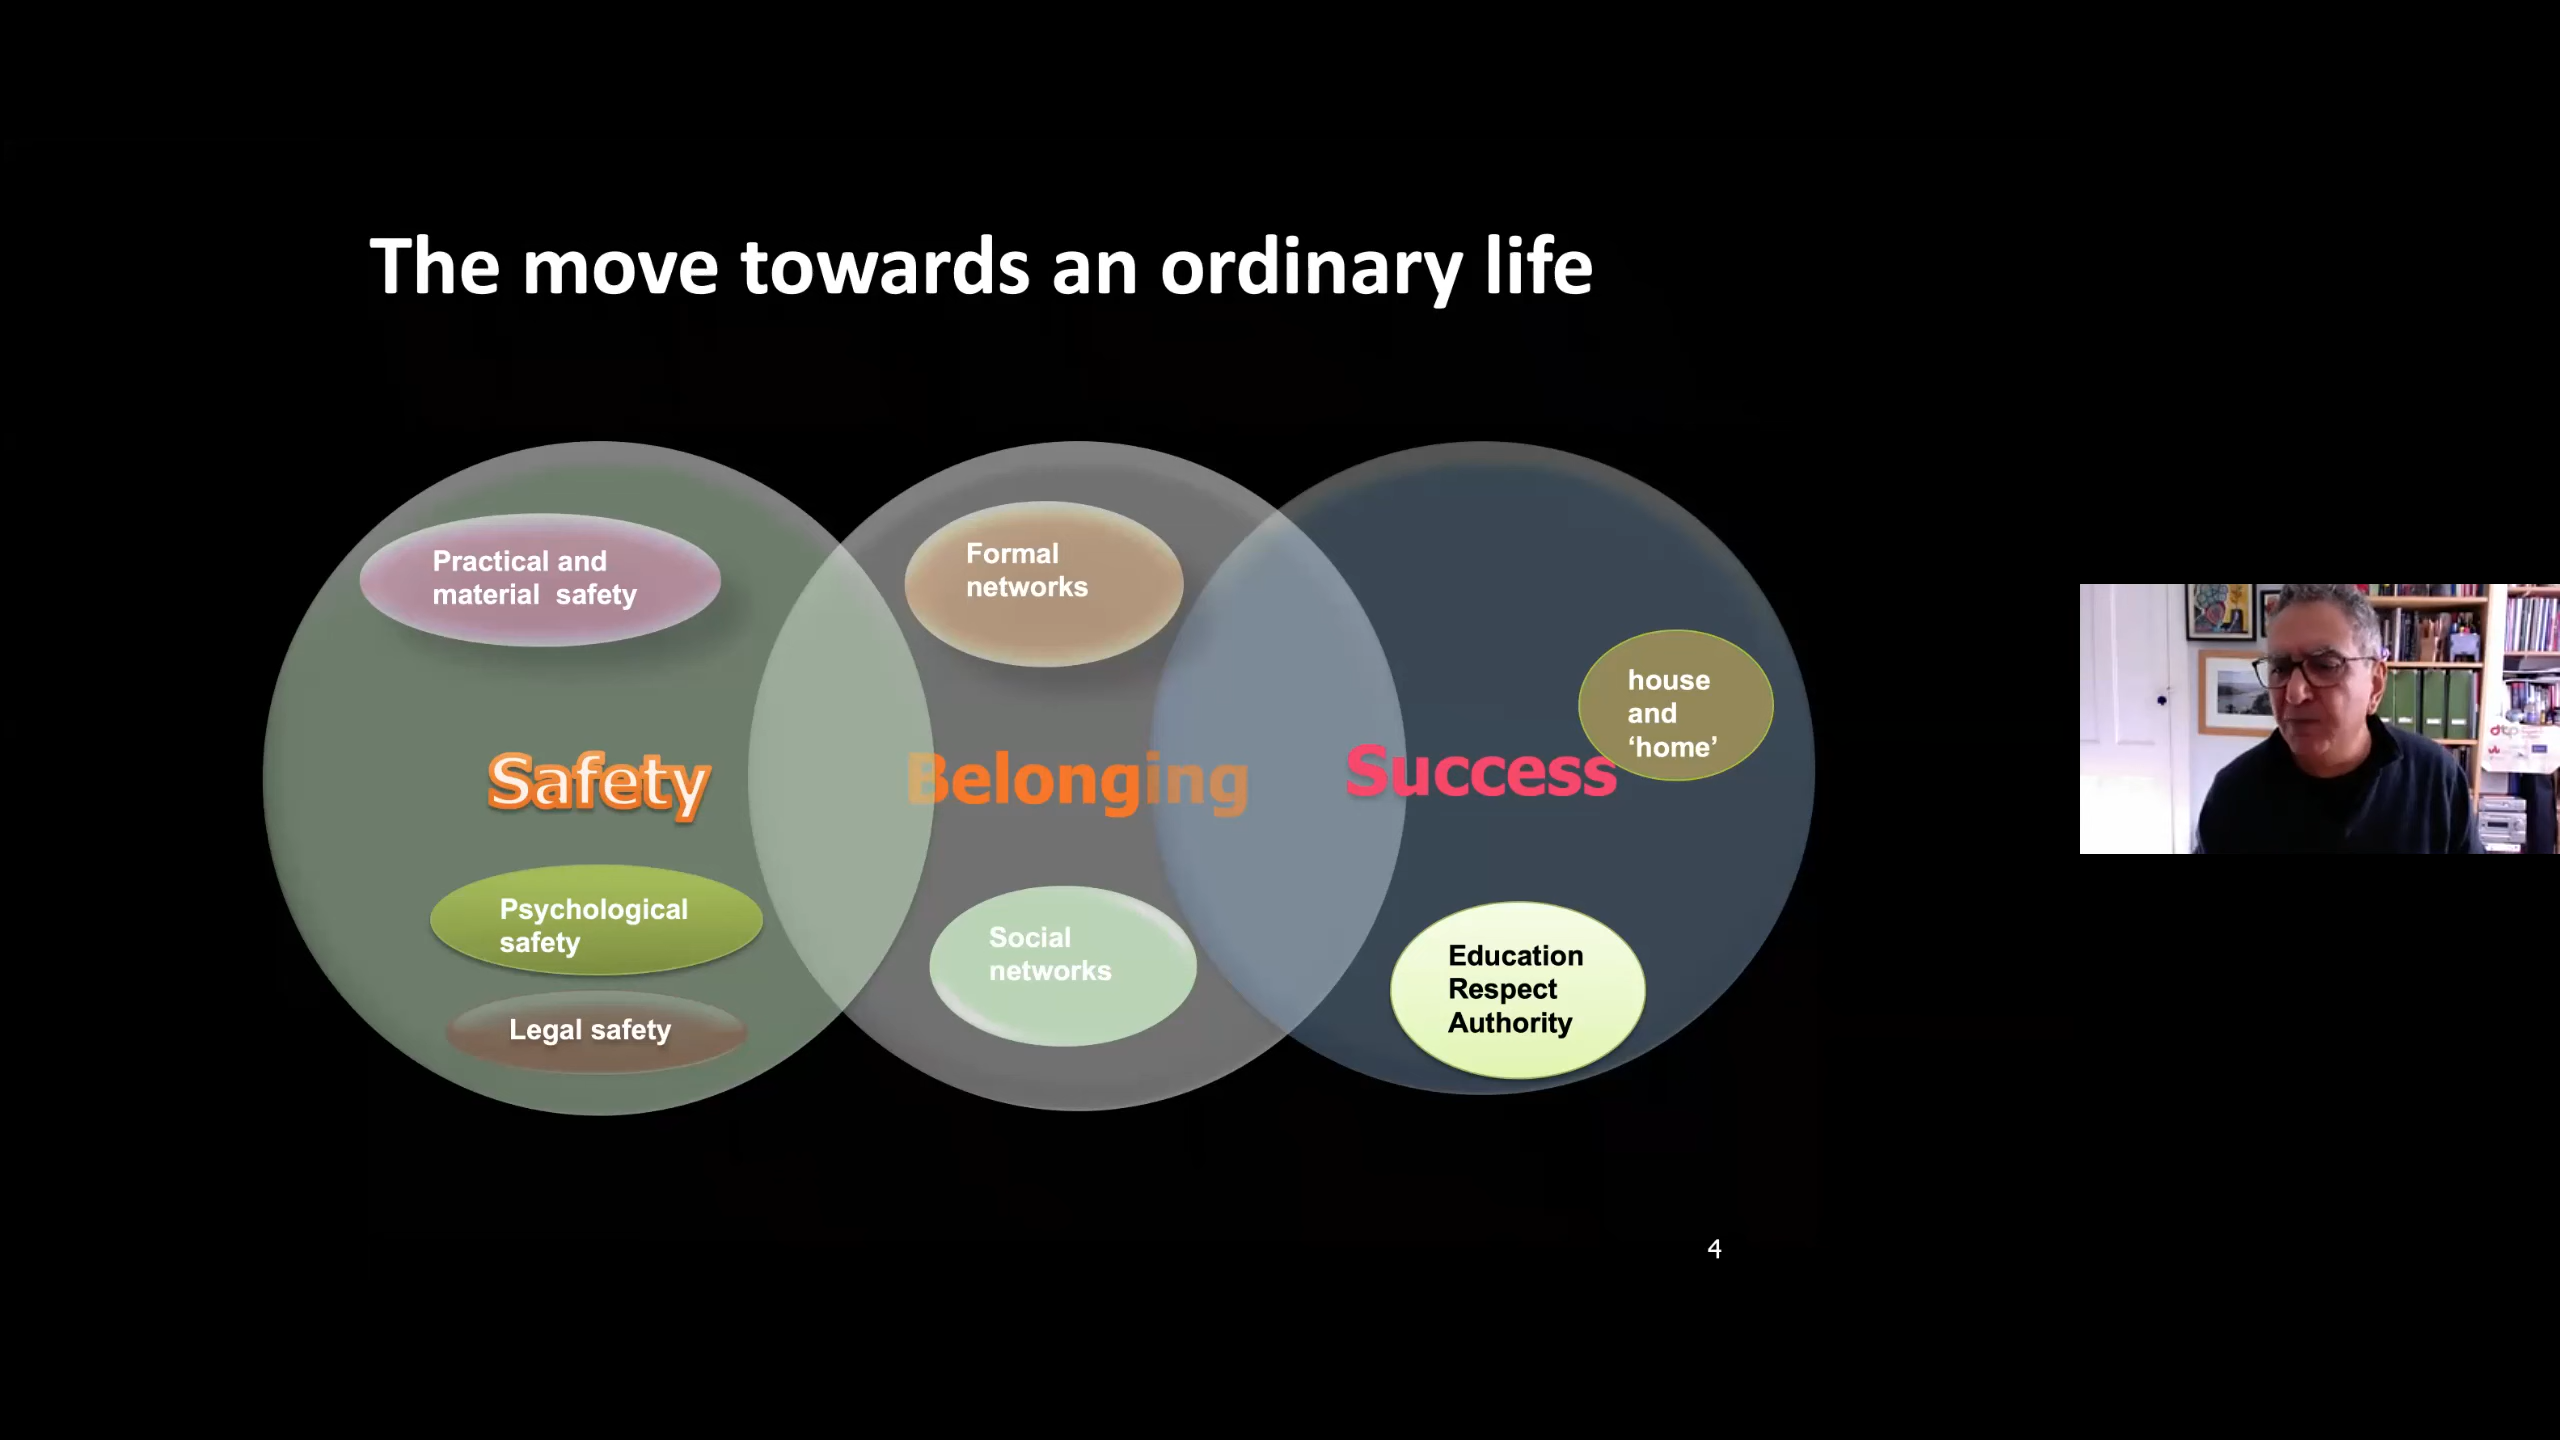 The move towards an ordinary life
Practical and
material safety
Safety
Psychological
safety
Legal safety
Formal
networks
Belonging
Social
networks
Success
house
and
‘home’
Education
Respect
Authority
4